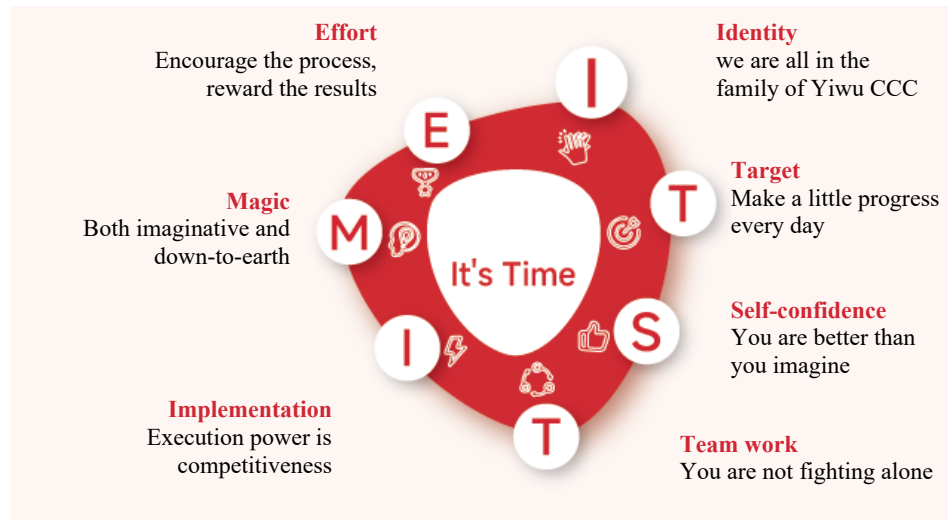 Effort
Encourage the process,
reward the results
Identity
we are all in the
family of Yiwu CCC
I
E
Target
Make a little progress
every day
T
Magic
Both imaginative and
down-to-earth
M
It's Time
Self-confidence
You are better than
you imagine
S
I
Implementation
Execution power is
competitiveness
T
Team work
You are not fighting alone